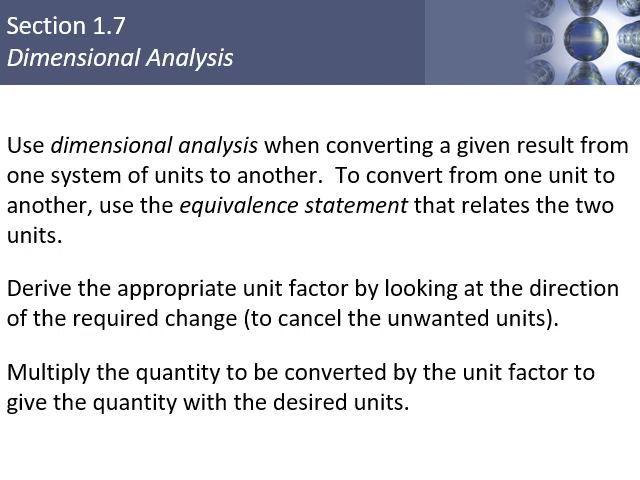 Section 1.7
Dimensional Analysis
Use dimensional analysis when converting a given result from
one system of units to another.  To convert from one unit to
another, use the equivalence statement that relates the two
units.
Derive the appropriate unit factor by looking at the direction
of the required change (to cancel the unwanted units).
Multiply the quantity to be converted by the unit factor to
give the quantity with the desired units.